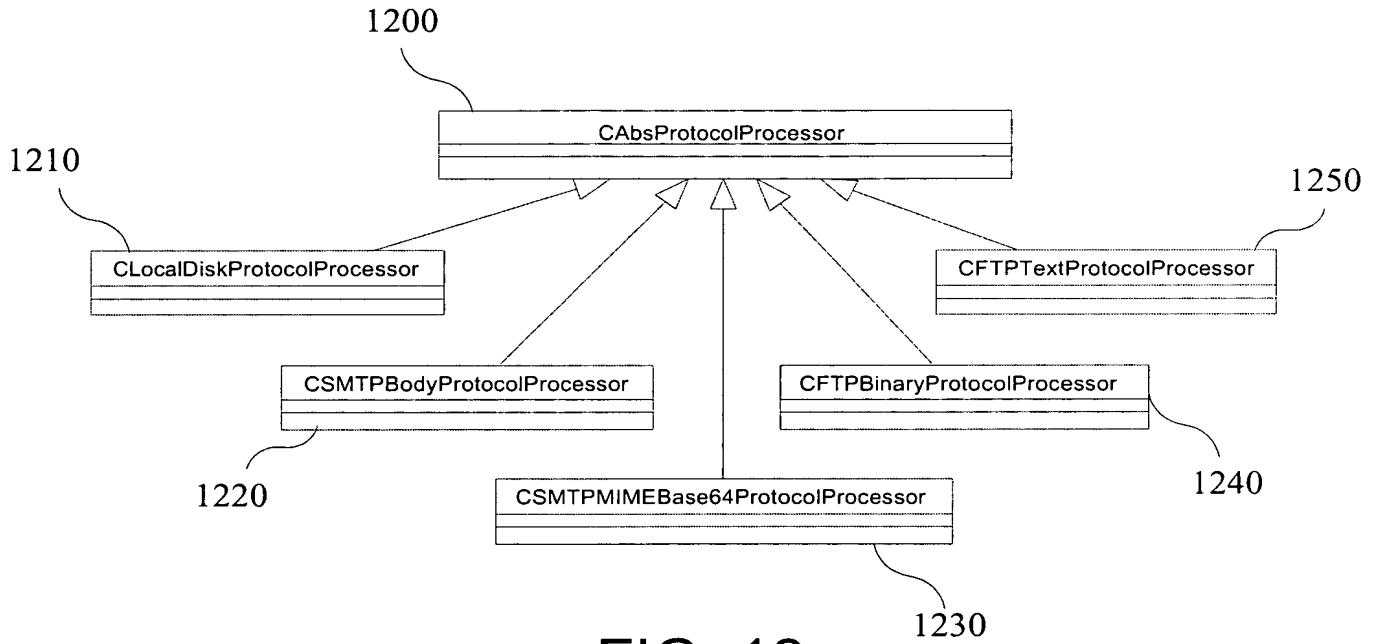 1200
CAbsProtocolProcessor
1210
1250
CLocalDiskProtocolProcessor
CFTPTextProtocolProcessor
CSMTPBodyProtocolProcessor
CFTPBinaryProtocolProcessor
1220
1240
CSMTPMIMEBase64ProtocolProcessor
1230